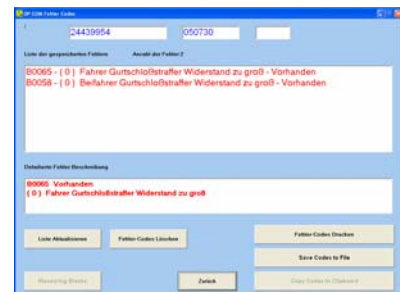 OP-COM Fehler Codes
24439954 050730
Liste der gespeicherten Fehlern Anzahl der Fehler 2
B0065 - ( 0 ) Fahrer Gurtschloßstraffer Widerstand zu groß - Vorhanden
B0058 - ( 0 ) Beifahrer Gurtschloßstraffer Widerstand zu groß - Vorhanden
Detailierte Fehler Beschreibung
B0065 Vorhanden
( 0 ) Fahrer Gurtschloßstraffer Widerstand zu groß
Liste Aktualisieren Fehler-Codes Löschen Fehler-Codes Drucken
Save Codes to File
Measuring Blocks Zurück Copy Codes to Clipboard